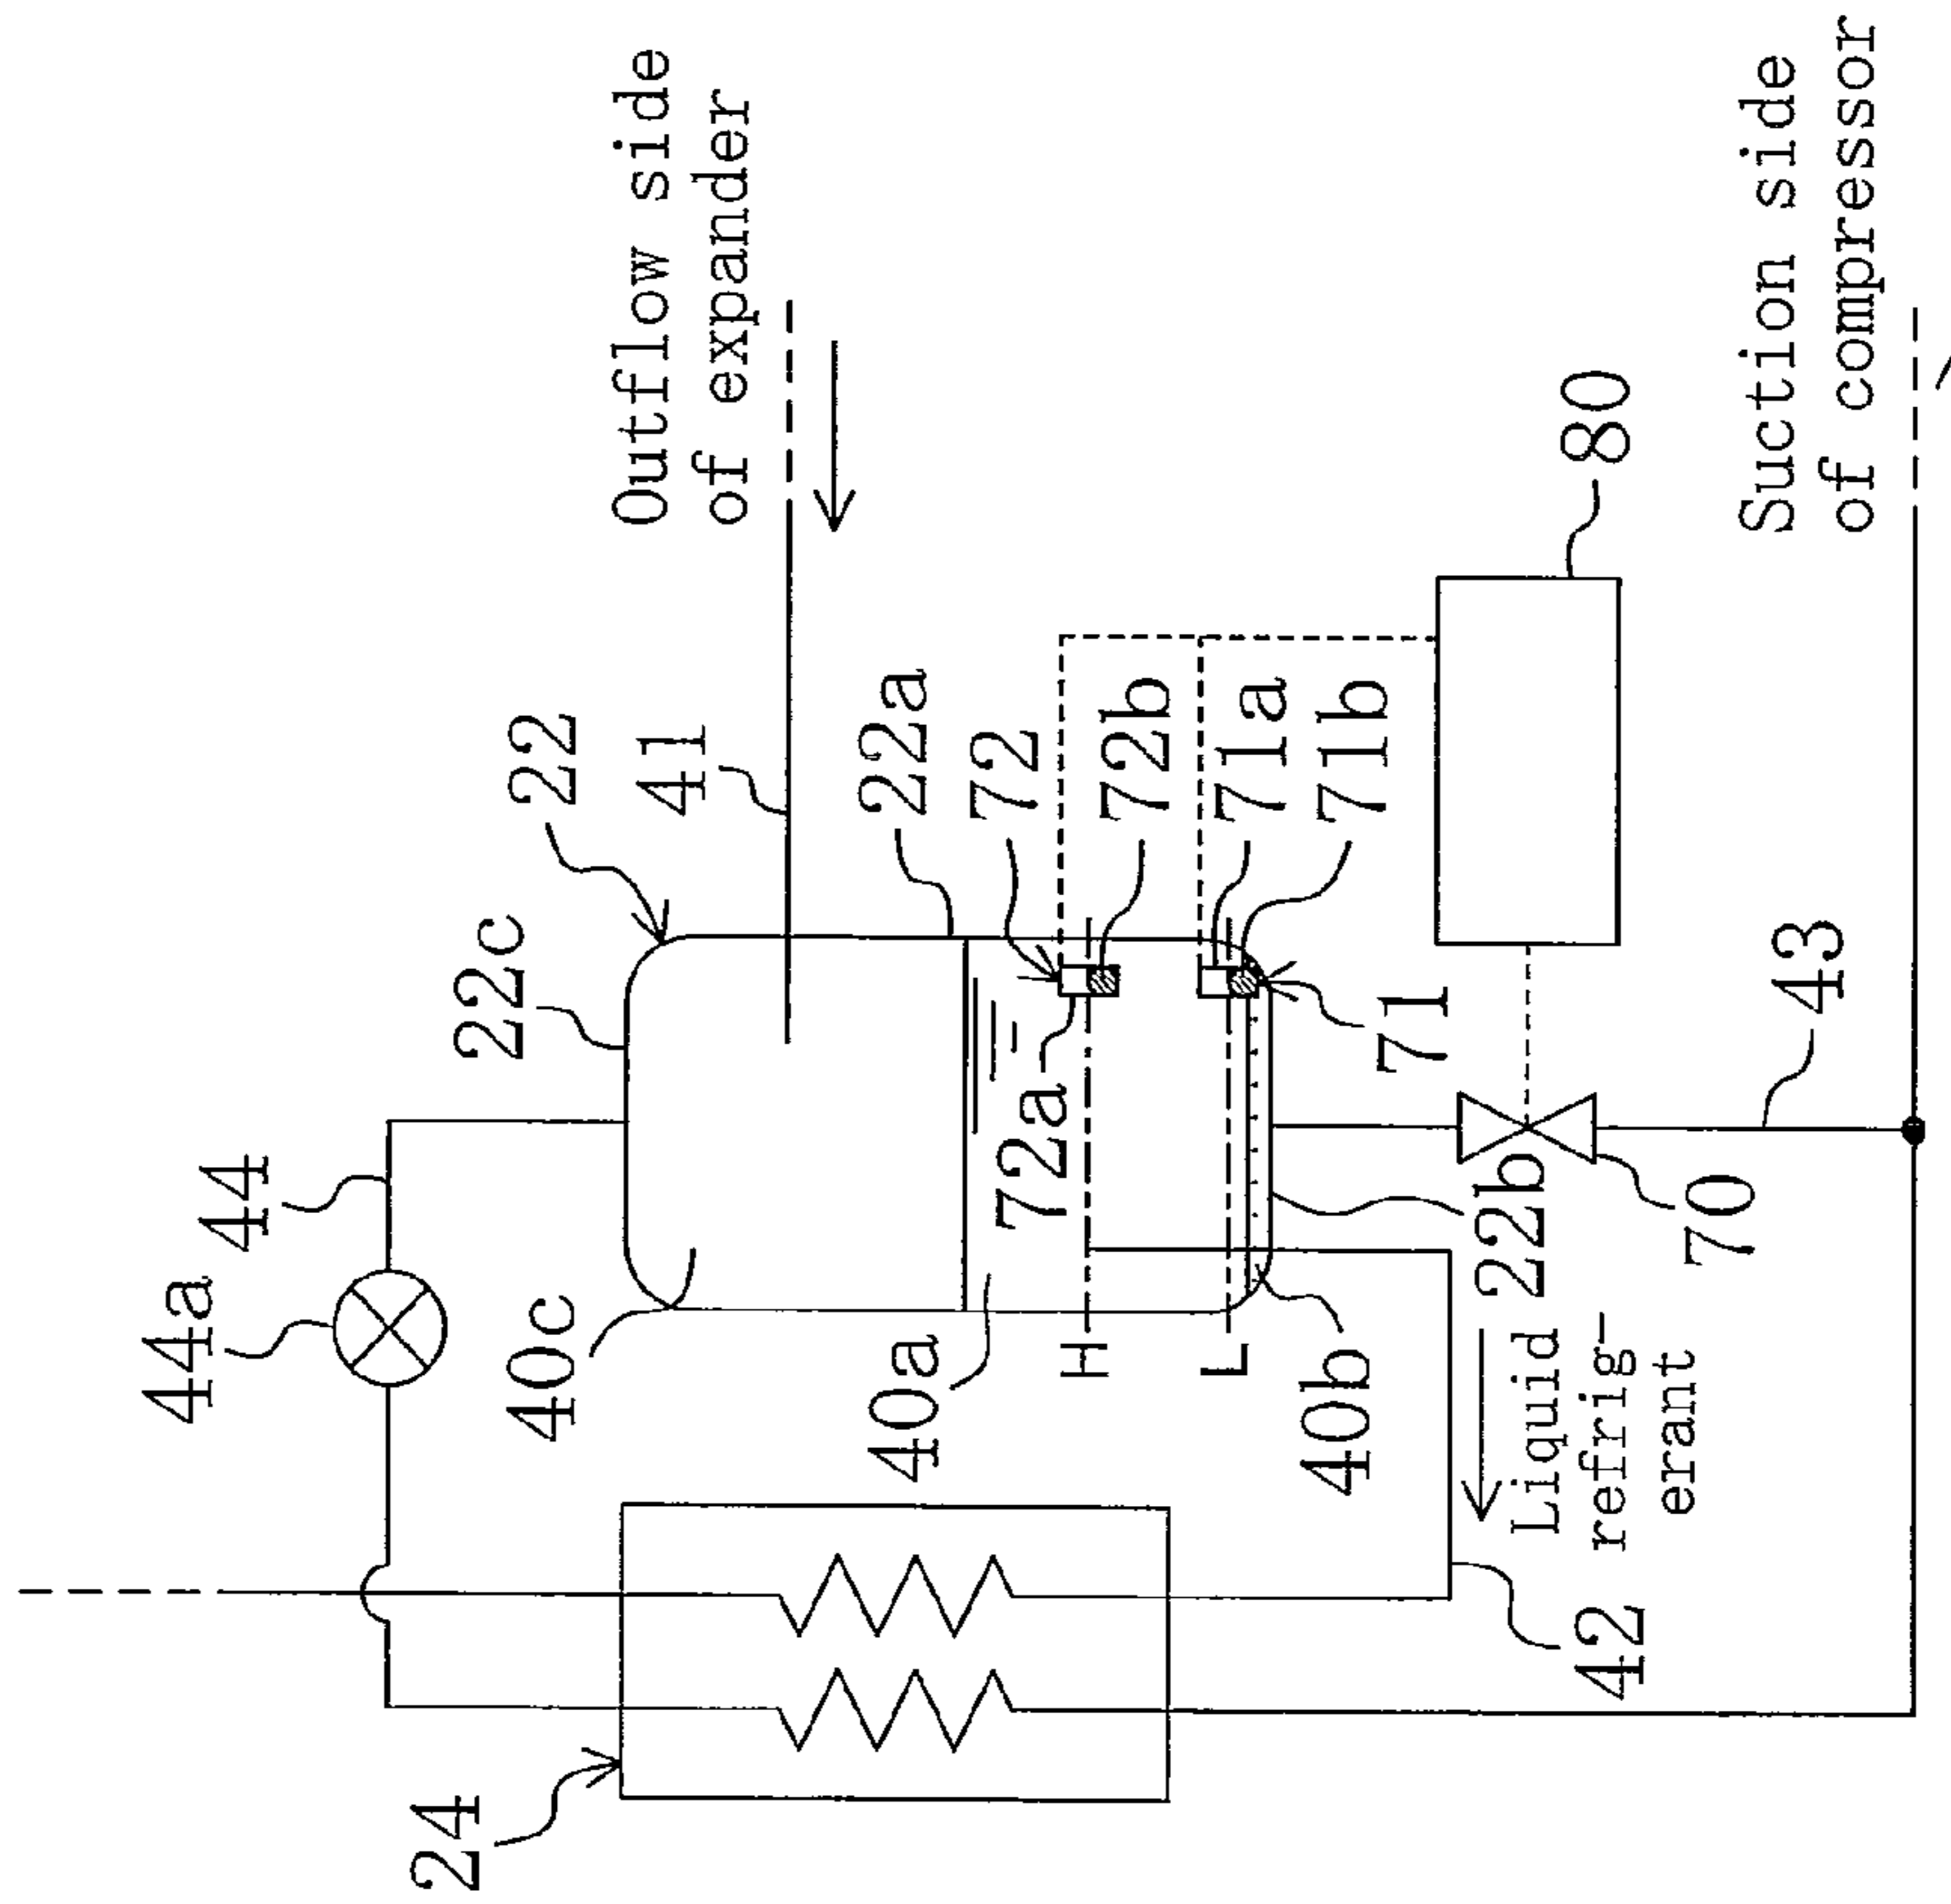 Outflow side
of expander
22
41
22c
22a
72
72b
71a
71b
80
Suction side
of compressor
44
44a
40c
40a
72a
H
L
40b
71
43
22b
70
Liquid
refrig-
erant
42
24